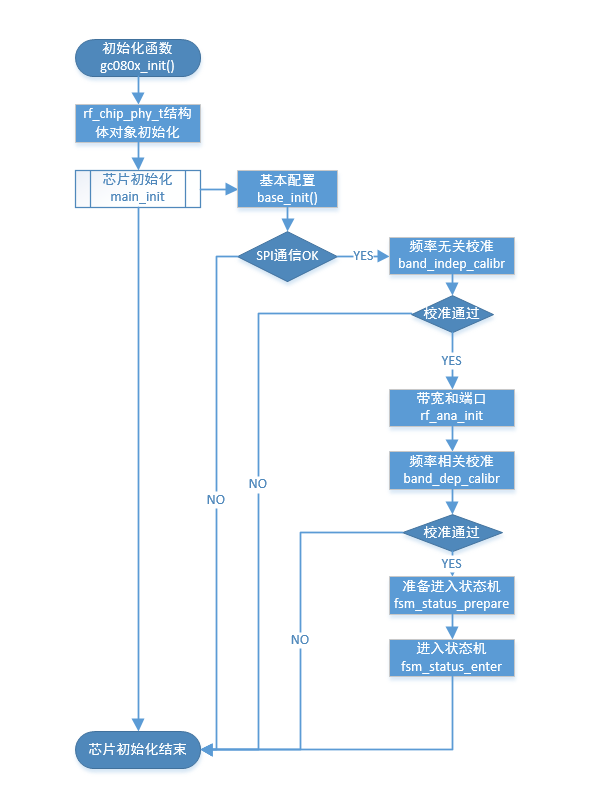 初始化函数
gc080x_init()
rf_chip_phy_t结构
体对象初始化
芯片初始化
main_init
基本配置
base_init()
SPI通信OK
YES
频率无关校准
band_indep_calibr
校准通过
YES
带宽和端口
rf_ana_init
频率相关校准
band_dep_calibr
NO
NO
校准通过
YES
准备进入状态机
fsm_status_prepare
NO
进入状态机
fsm_status_enter
芯片初始化结束